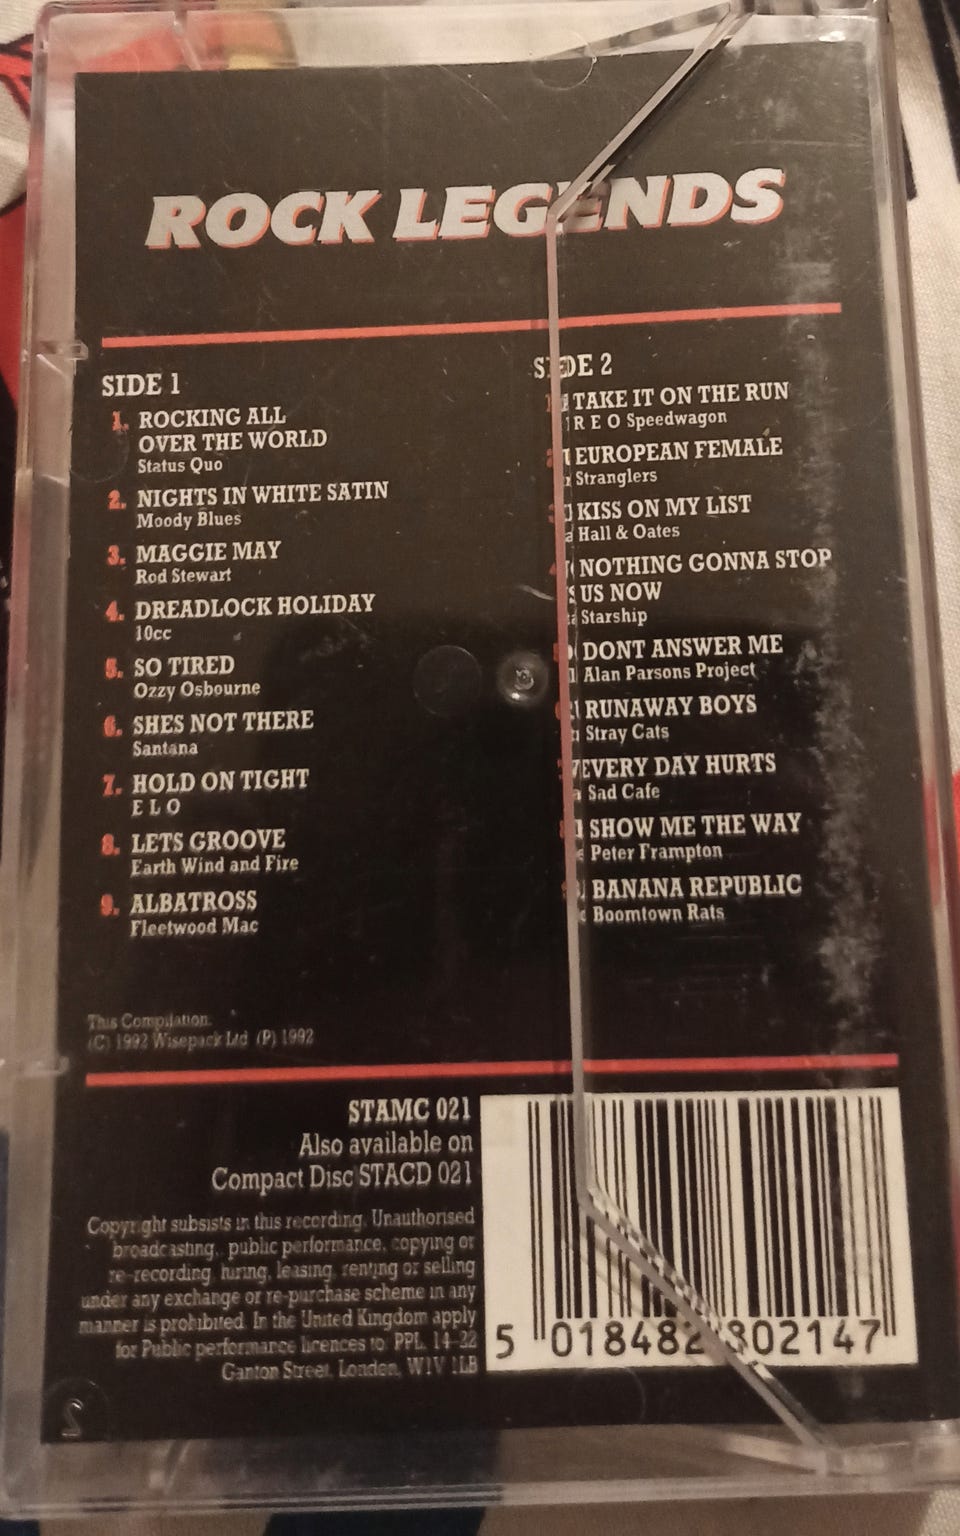 ROCK LEGENDS
SIDE 1
1. ROCKING ALL
OVER THE WORLD
Status Quo
2. NIGHTS IN WHITE SATIN
Moody Blues
3. MAGGIE MAY
Rod Stewart
4. DREADLOCK HOLIDAY
10cc
5. SO TIRED
Ozzy Osbourne
6. SHES NOT THERE
Santana
7. HOLD ON TIGHT
E L O
8. LETS GROOVE
Earth Wind and Fire
9. ALBATROSS
Fleetwood Mac
SIDE 2
TAKE IT ON THE RUN
R E O Speedwagon
EUROPEAN FEMALE
Stranglers
KISS ON MY LIST
Hall & Oates
NOTHING GONNA STOP
US NOW
Starship
DONT ANSWER ME
Alan Parsons Project
RUNAWAY BOYS
Stray Cats
EVERY DAY HURTS
Sad Cafe
SHOW ME THE WAY
Peter Frampton
BANANA REPUBLIC
Boomtown Rats
This Compilation.
(C) 1992 Wisepack Ltd (P) 1992
STAMC 021
Also available on
Compact Disc STACD 021
Copyright subsists in this recording. Unauthorised
broadcasting, public performance, copying or
re-recording, hiring, leasing, renting or selling
under any exchange or re-purchase scheme in any
manner is prohibited. In the United Kingdom apply
for Public performance licences to PPL, 14-22
Ganton Street, London, W1V 1LB
5 018482 302147
2